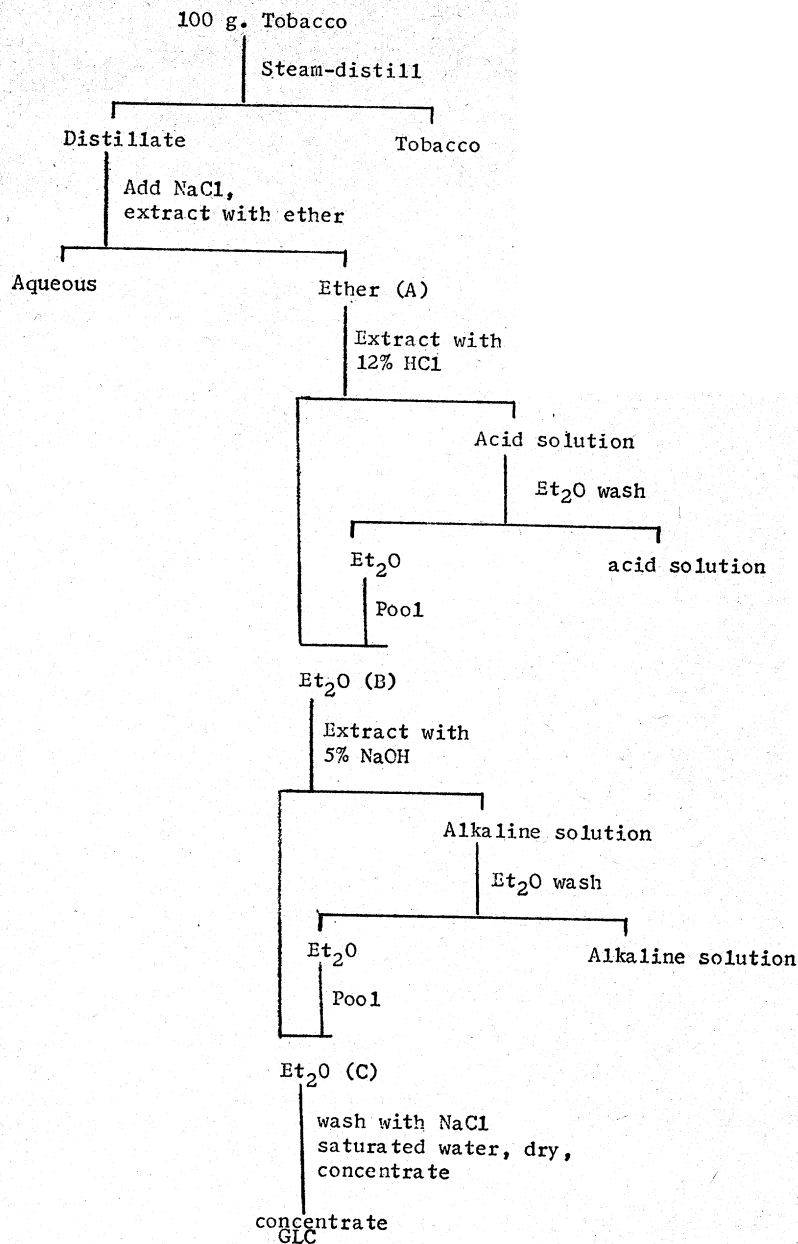 100 g. Tobacco
Steam-distill
Distillate
Tobacco
Add NaCl,
extract with ether
Aqueous
Ether (A)
Extract with
12% HCl
Acid solution
Et2O wash
Et2O
acid solution
Pool
Et2O (B)
Extract with
5% NaOH
Alkaline solution
Et2O wash
Et2O
Alkaline solution
Pool
Et2O (C)
wash with NaCl
saturated water, dry,
concentrate
concentrate
GLC